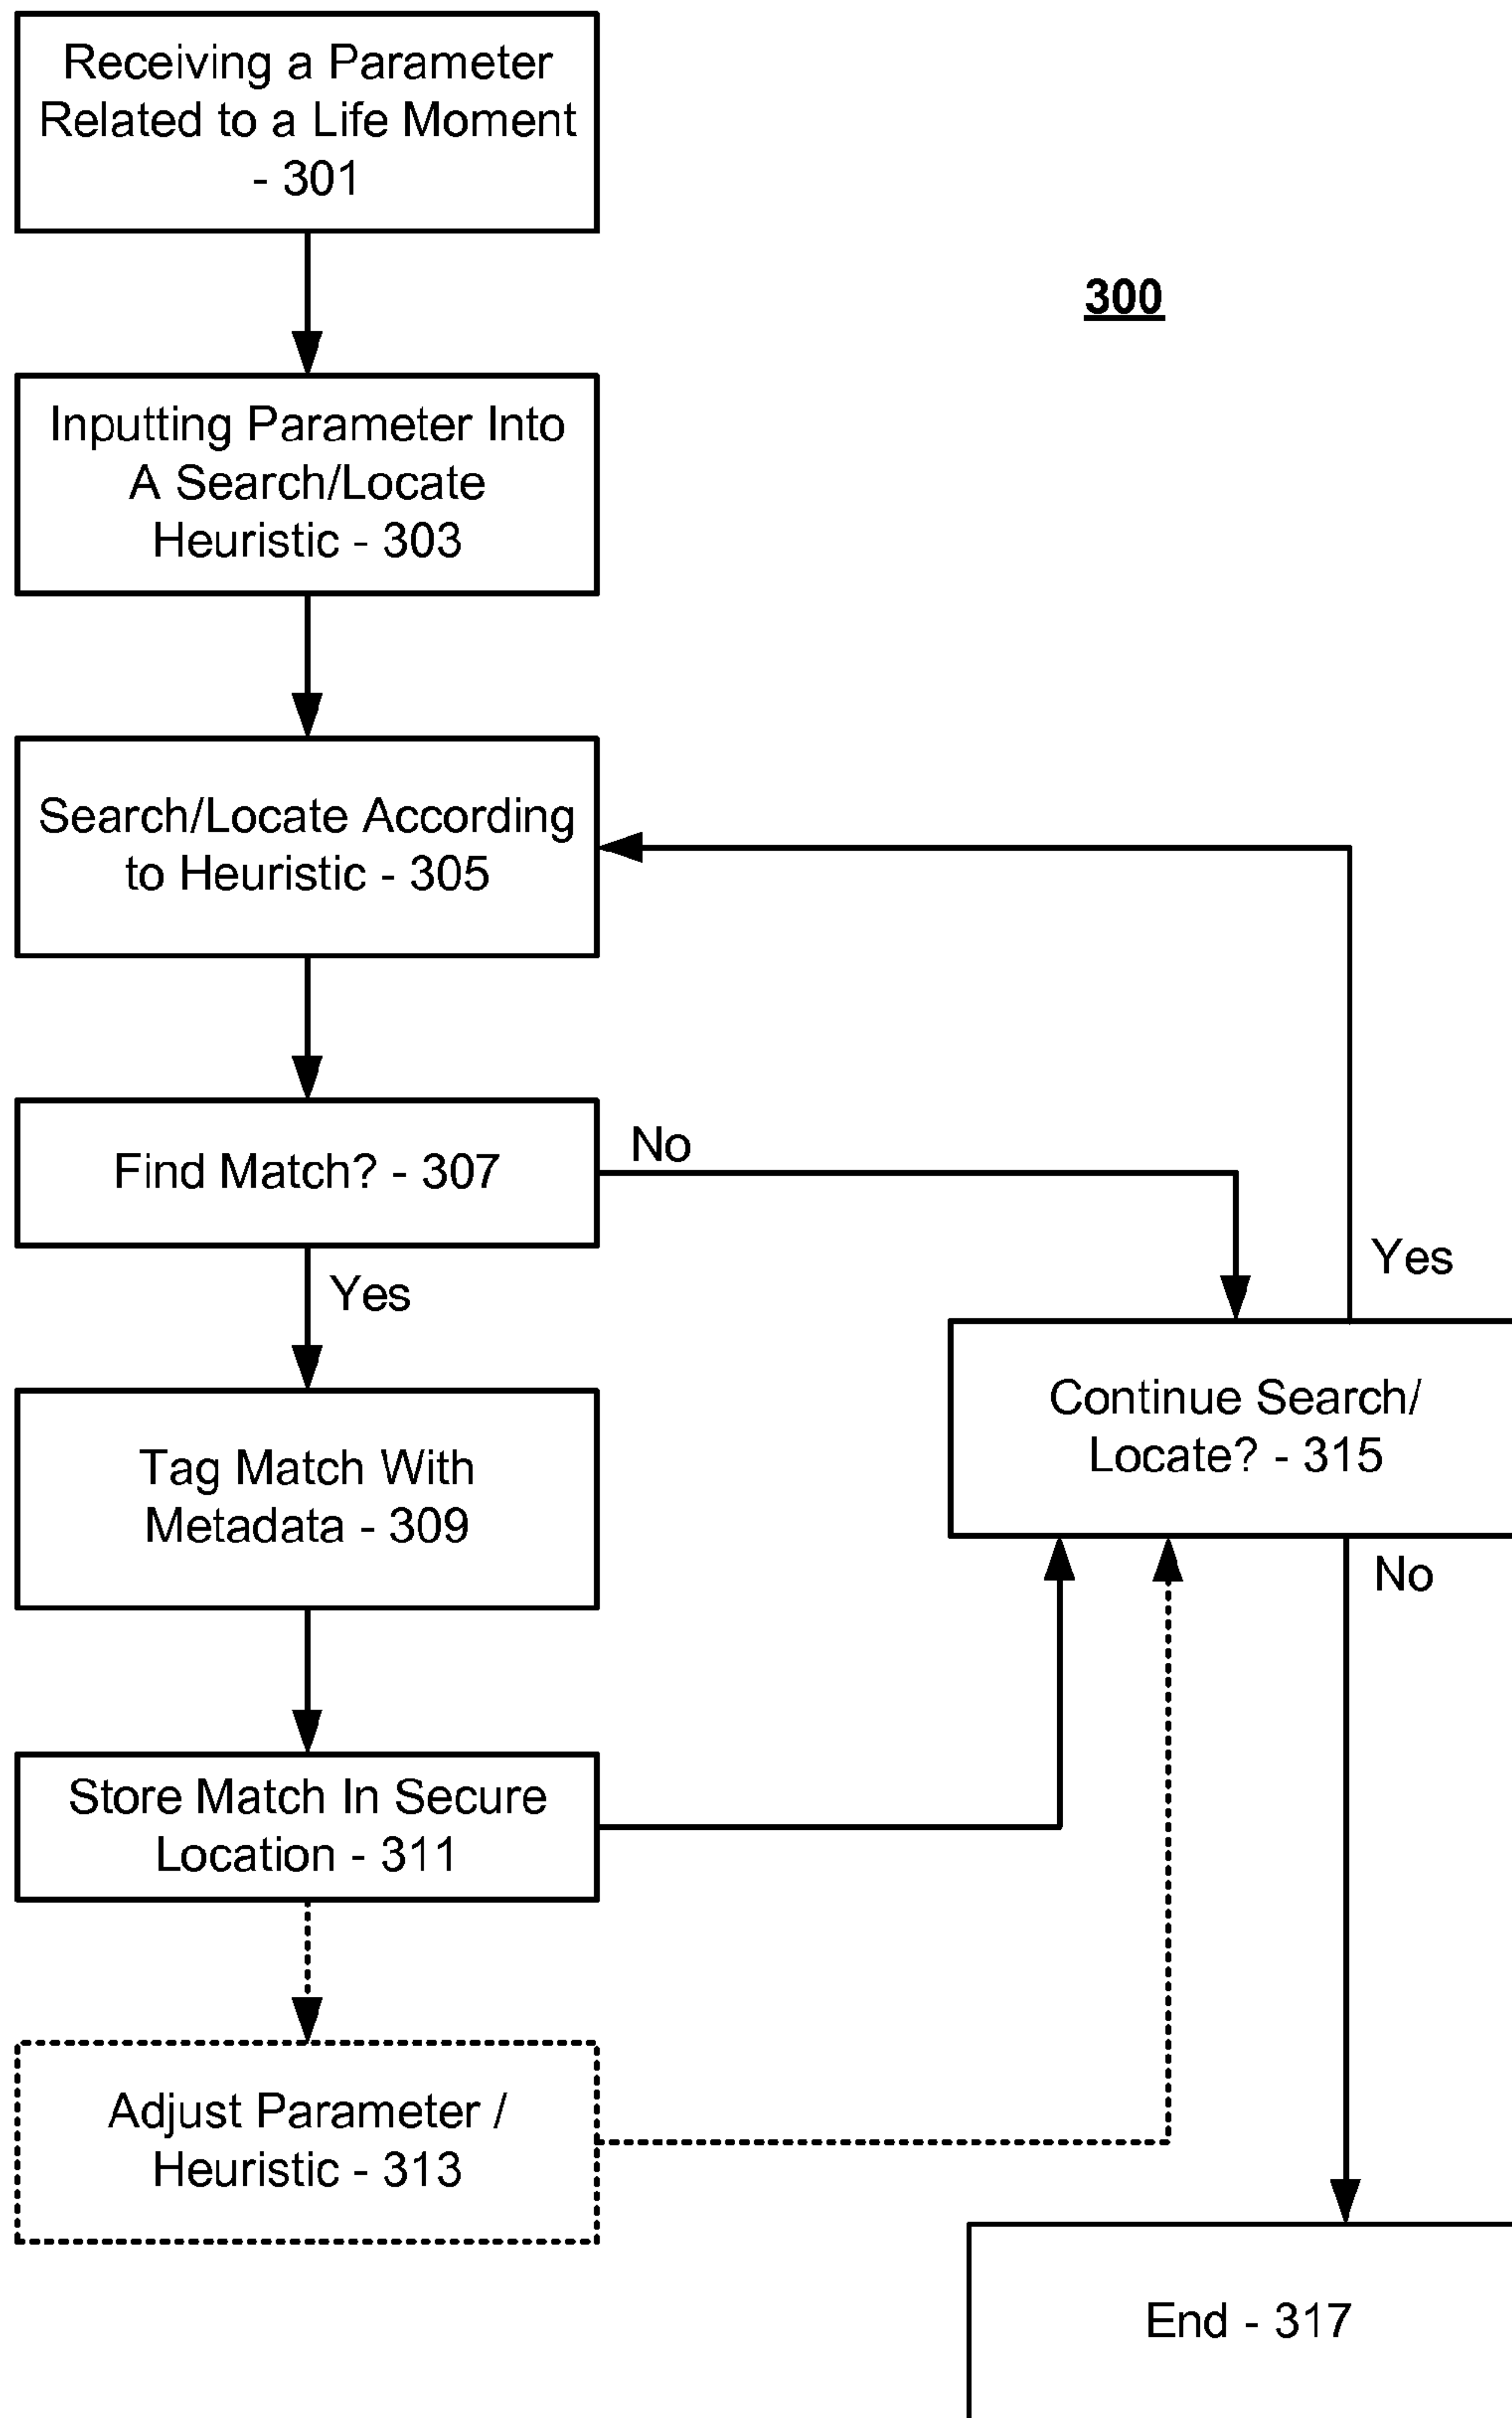 Receiving a Parameter
Related to a Life Moment
- 301
300
Inputting Parameter Into
A Search/Locate
Heuristic - 303
Search/Locate According
to Heuristic - 305
Find Match? - 307
No
Yes
Yes
Continue Search/
Locate? - 315
No
Tag Match With
Metadata - 309
Store Match In Secure
Location - 311
Adjust Parameter /
Heuristic - 313
End - 317